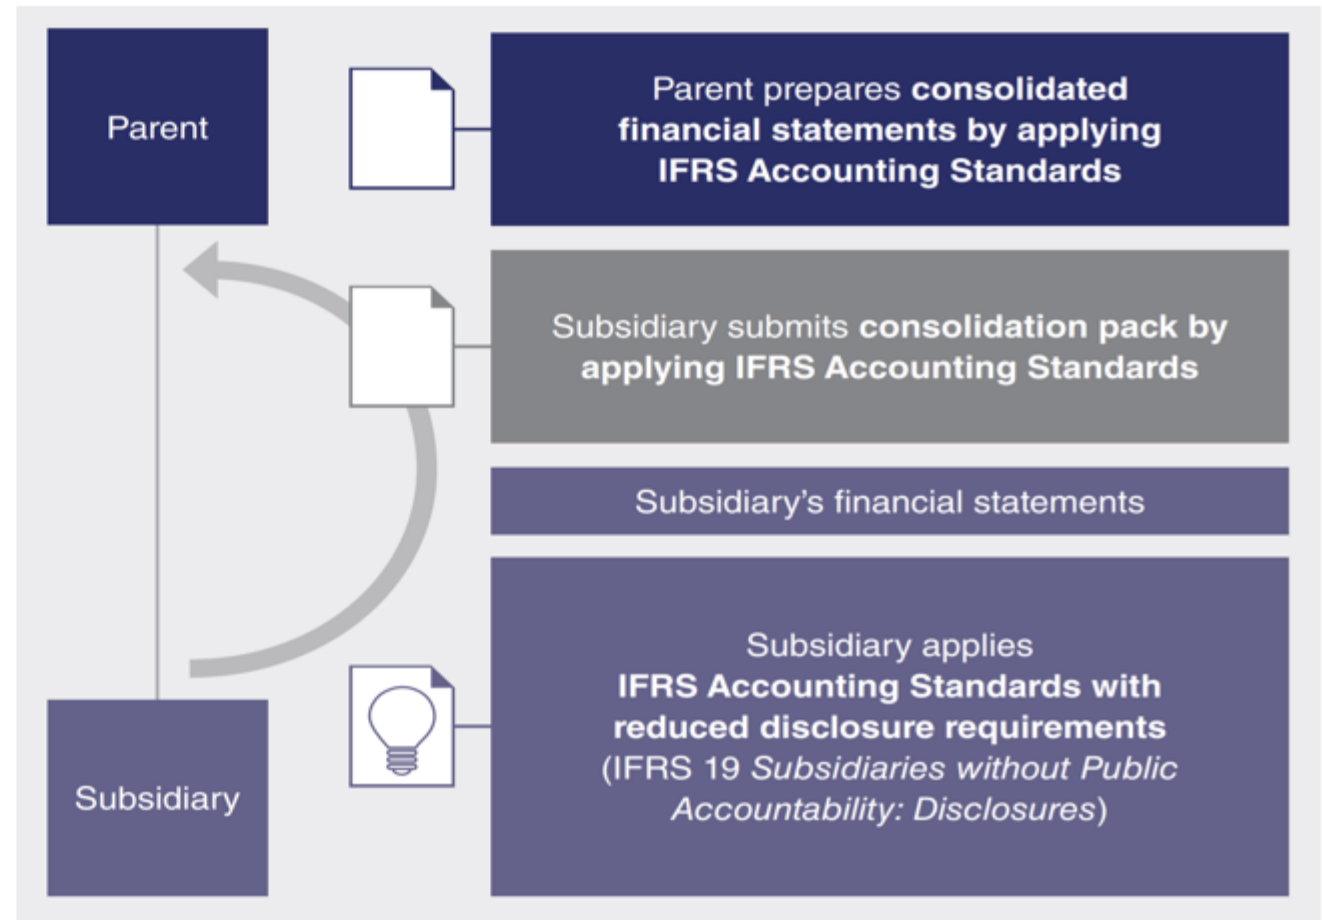 Parent
Parent prepares consolidated
financial statements by applying
IFRS Accounting Standards
Subsidiary submits consolidation pack by
applying IFRS Accounting Standards
Subsidiary’s financial statements
Subsidiary applies
IFRS Accounting Standards with
reduced disclosure requirements
(IFRS 19 Subsidiaries without Public
Accountability: Disclosures)
Subsidiary